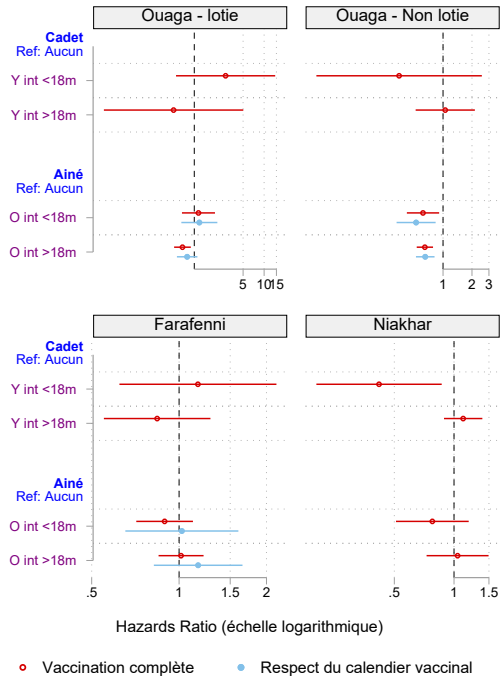 Ouaga - lotie
Ouaga - Non lotie
Cadet
Ref: Aucun
Y int <18m
Y int >18m
Ainé
Ref: Aucun
O int <18m
O int >18m
5 10 15
1 2 3
Farafenni
Niakhar
Cadet
Ref: Aucun
Y int <18m
Y int >18m
Ainé
Ref: Aucun
O int <18m
O int >18m
.5 1 1.5 2
.5 1 1.5
Hazards Ratio (échelle logarithmique)
Vaccination complète
Respect du calendier vaccinal